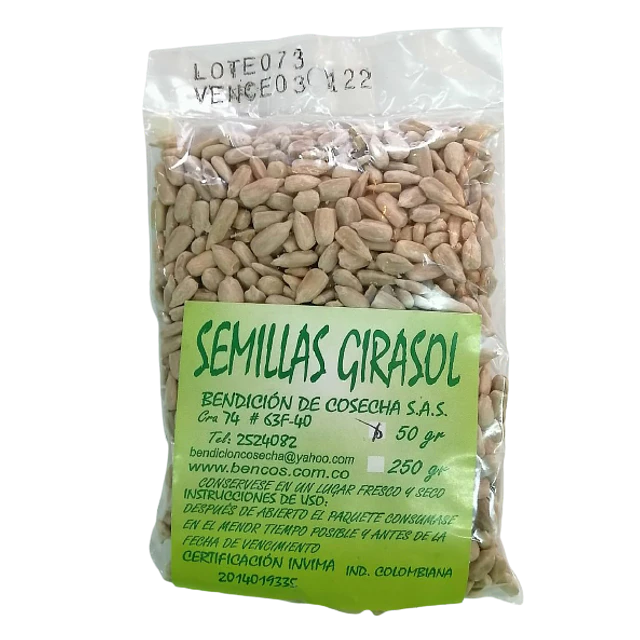 LOTE073
VENCE03 122
SEMILLAS GIRASOL
BENDICIÓN DE COSECHA S.A.S.
Cra 74 # 63F-40
50 gr
Tel: 2524082
bendicioncosecha@yahoo.com
250 gr
www.bencos.com.co
CONSERVESE EN UN LUGAR FRESCO Y SECO
INSTRUCCIONES DE USO:
DESPUÉS DE ABIERTO EL PAQUETE CONSUMASE
EN EL MENOR TIEMPO POSIBLE Y ANTES DE LA
FECHA DE VENCIMIENTO
CERTIFICACIÓN INVIMA IND. COLOMBIANA